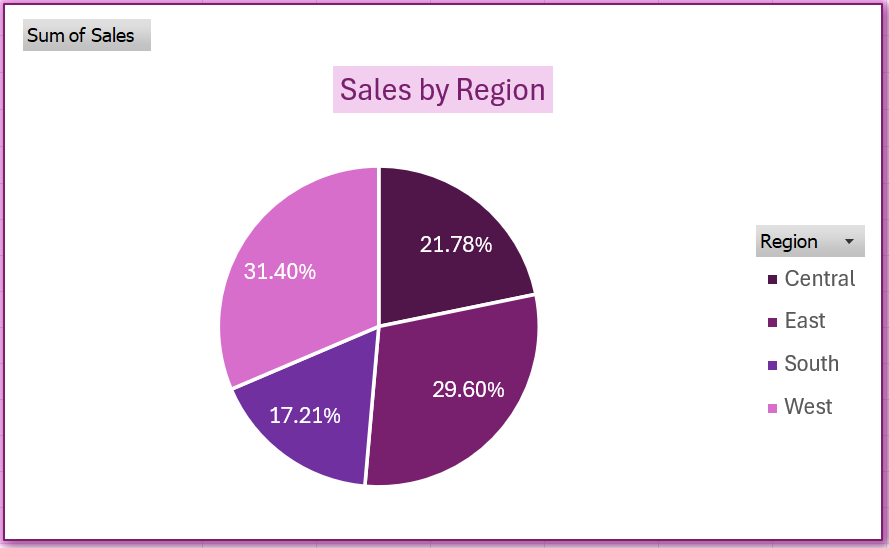 Sum of Sales
Sales by Region
21.78%
31.40%
29.60%
17.21%
Region
Central
East
South
West